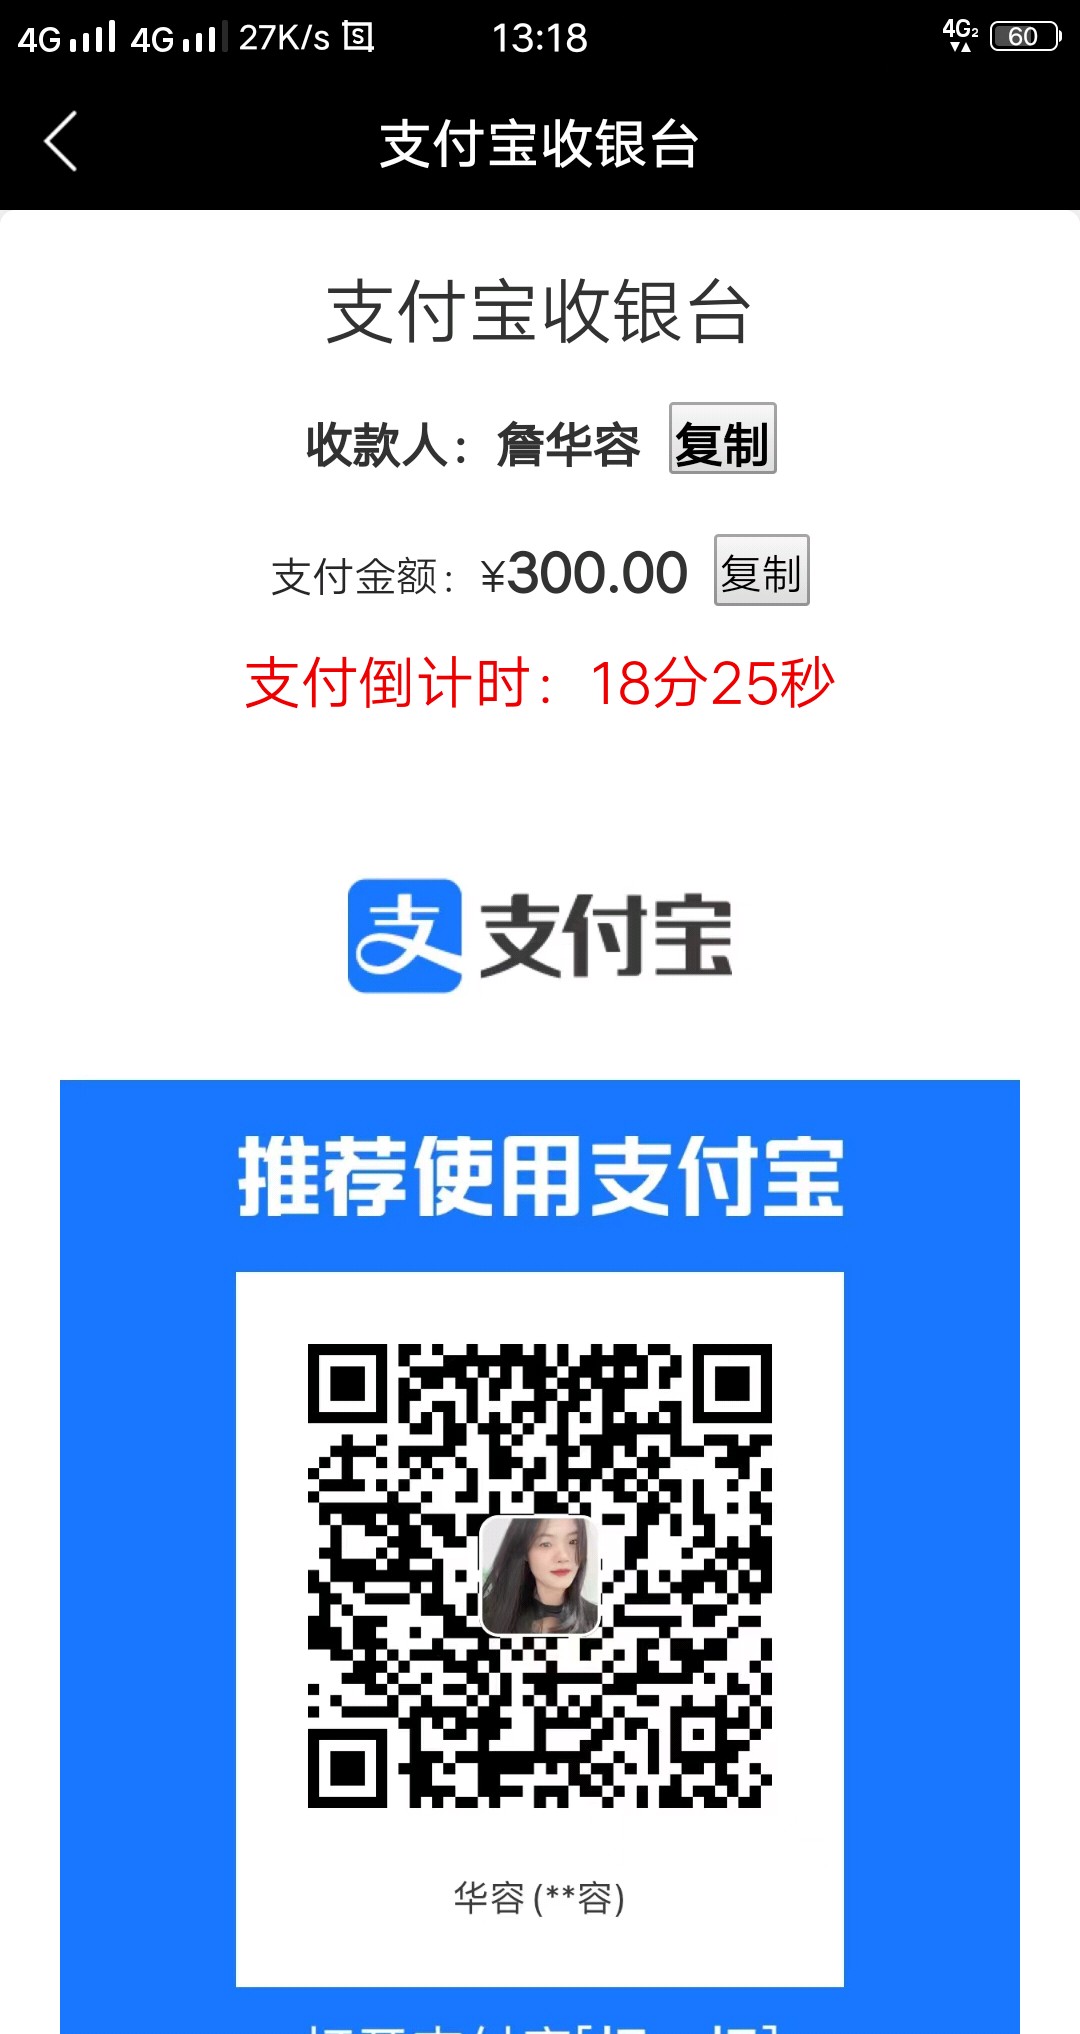 4G 4G 27K/s 13:18 4G2 60
支付宝收银台
支付宝收银台
收款人：詹华容 复制
支付金额：¥300.00 复制
支付倒计时：18分25秒
支 支付宝
推荐使用支付宝
华容(**容)